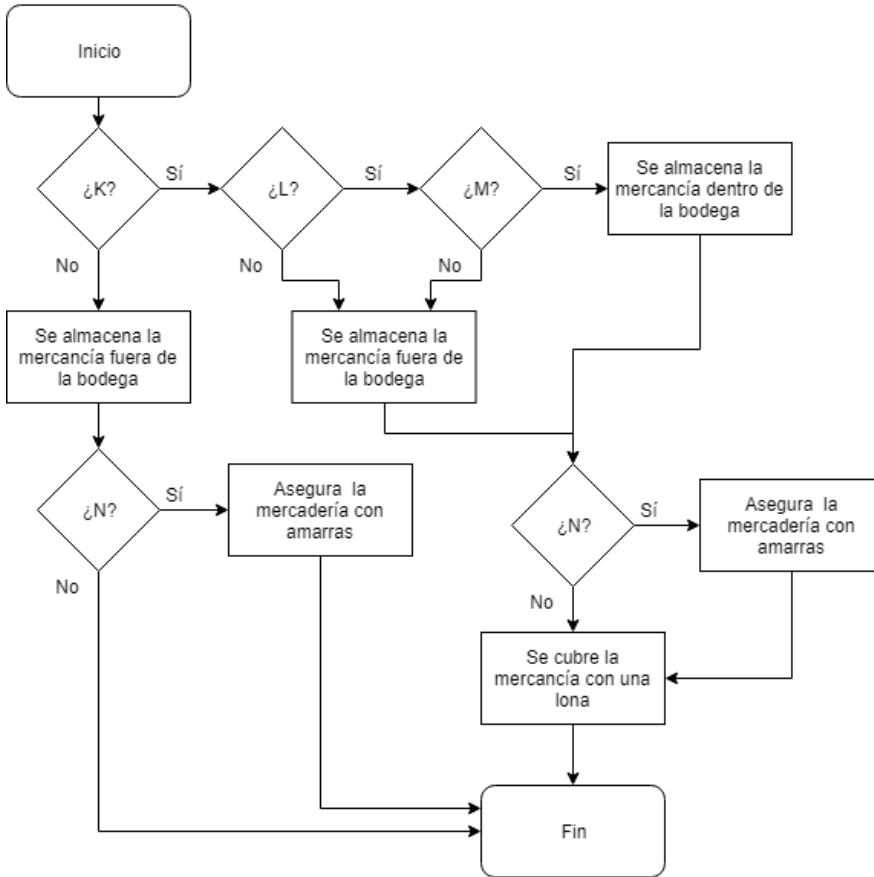 Inicio
¿K?
Sí
¿L?
Sí
¿M?
Sí
Se almacena la
mercancía dentro de
la bodega
No
No
No
Se almacena la
mercancía fuera de
la bodega
Se almacena la
mercancía fuera de
la bodega
¿N?
Sí
Asegura la
mercadería con
amarras
No
¿N?
Sí
Asegura la
mercadería con
amarras
No
Se cubre la
mercancía con una
lona
Fin